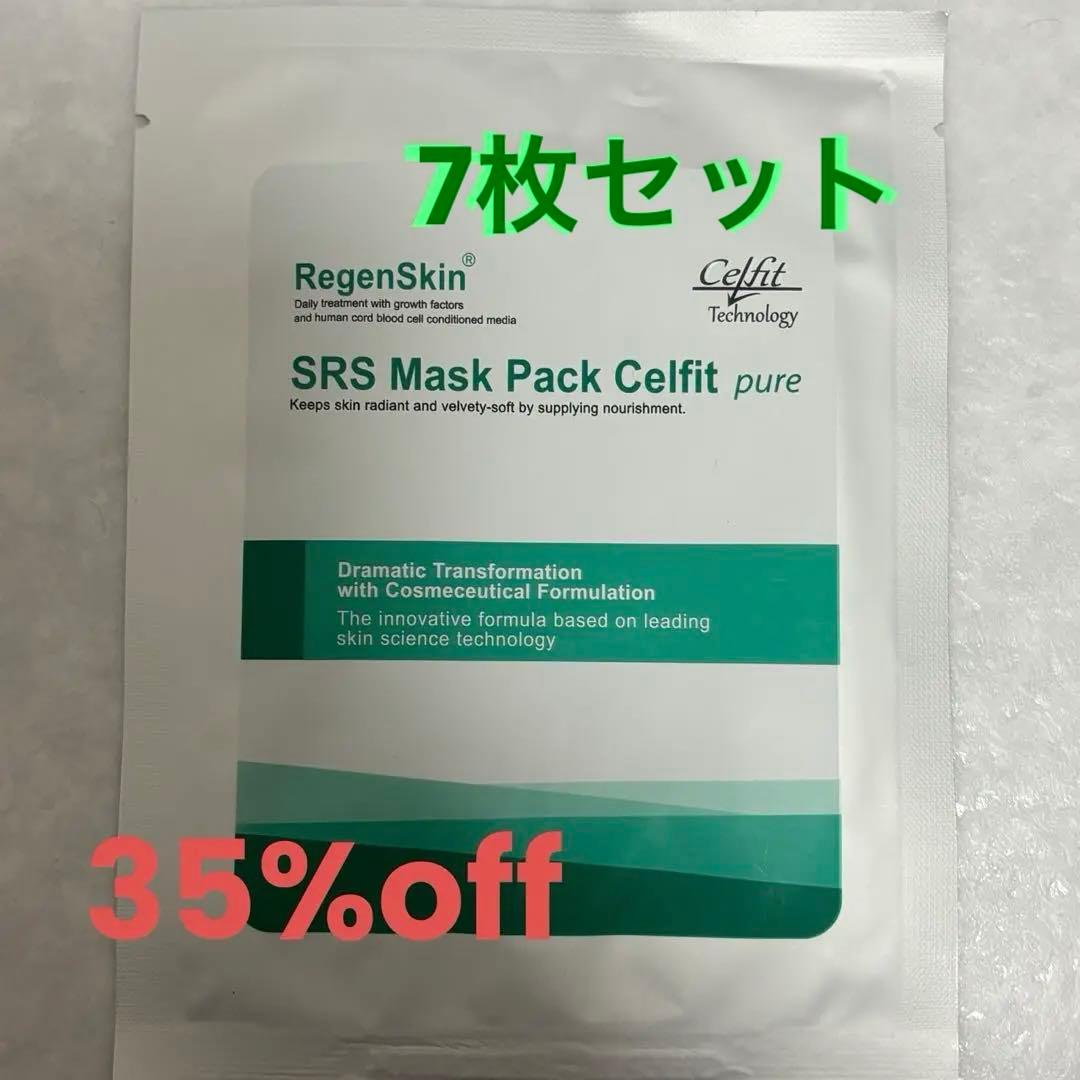 7枚セット
RegenSkin®
Daily treatment with growth factors
and human cord blood cell conditioned media
Celfit
Technology
SRS Mask Pack Celfit pure
Keeps skin radiant and velvety-soft by supplying nourishment.
Dramatic Transformation
with Cosmeceutical Formulation
The innovative formula based on leading
skin science technology
35%off